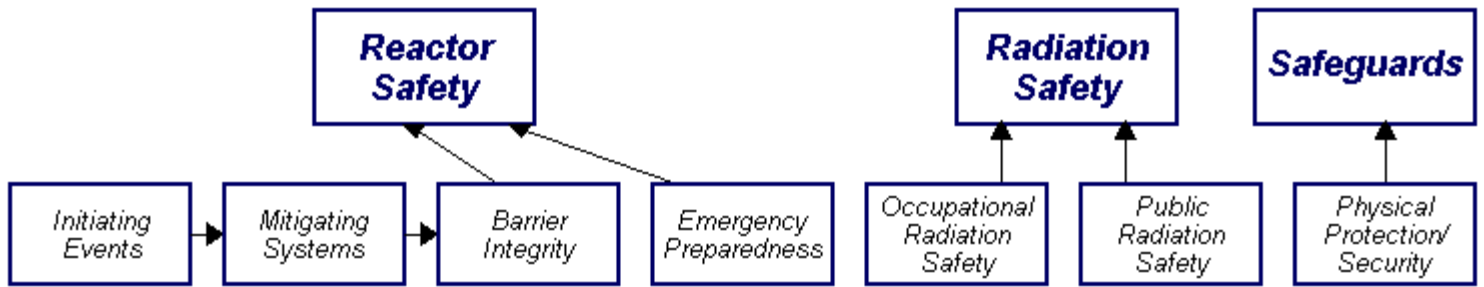 Reactor
Safety
Radiation
Safety
Safeguards
Initiating
Events
Mitigating
Systems
Barrier
Integrity
Emergency
Preparedness
Occupational
Radiation
Safety
Public
Radiation
Safety
Physical
Protection/
Security